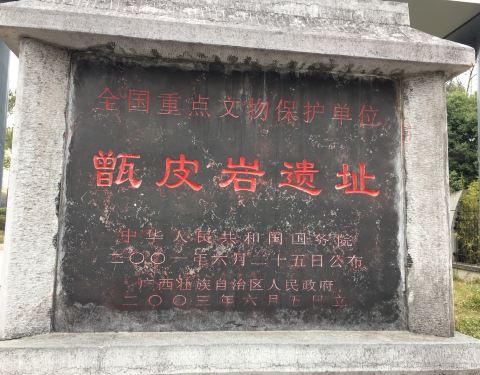 全国重点文物保护单位
甑皮岩遗址
中华人民共和国国务院
二〇〇一年六月二十五日公布
广西壮族自治区人民政府
二〇〇三年六月五日立